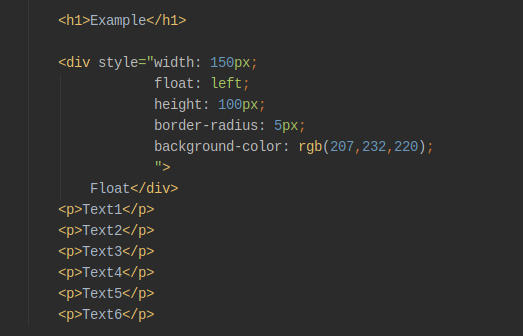 <h1>Example</h1>
<div style="width: 150px;
float: left;
height: 100px;
border-radius: 5px;
background-color: rgb(207,232,220);
">
Float</div>
<p>Text1</p>
<p>Text2</p>
<p>Text3</p>
<p>Text4</p>
<p>Text5</p>
<p>Text6</p>